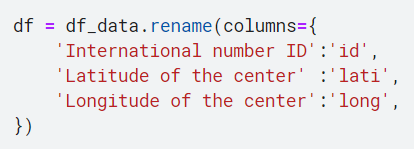 df = df_data.rename(columns={
    'International number ID':'id',
    'Latitude of the center' :'lati',
    'Longitude of the center':'long',
})